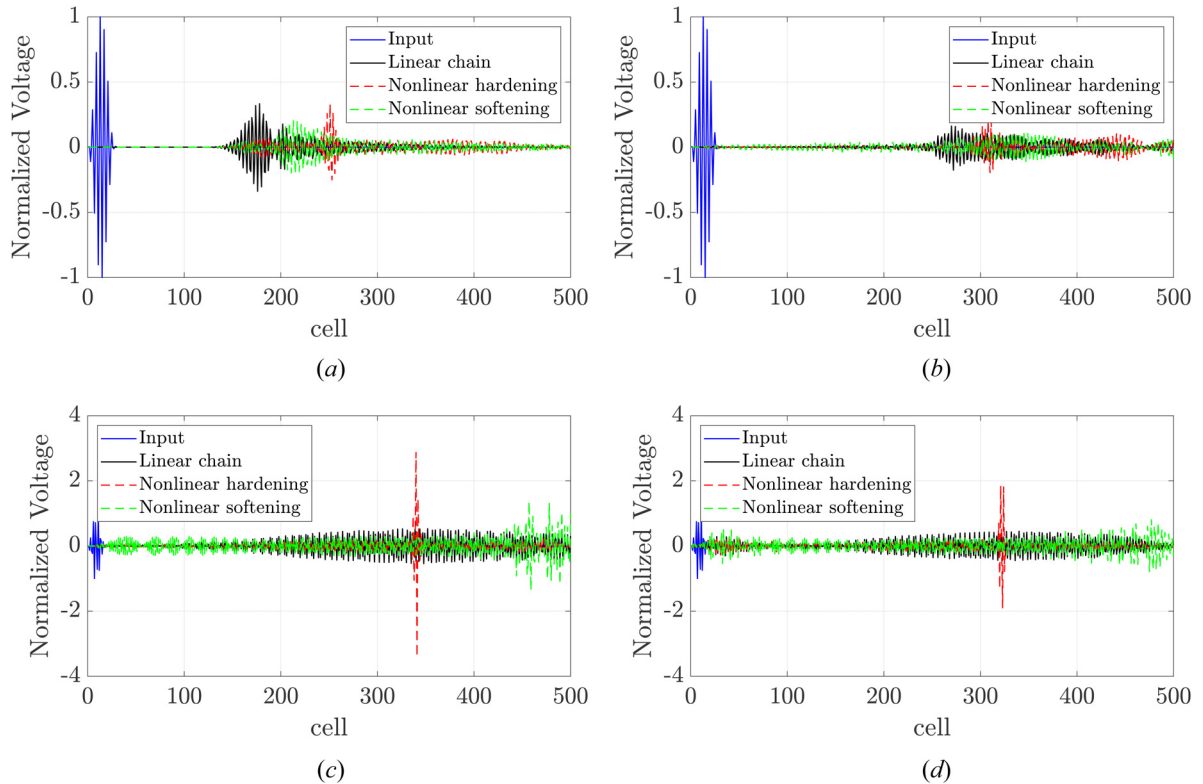 1
0.5
0
-0.5
-1
Normalized Voltage
Input
Linear chain
Nonlinear hardening
Nonlinear softening
0 100 200 300 400 500
cell
(a)
1
0.5
0
-0.5
-1
Normalized Voltage
Input
Linear chain
Nonlinear hardening
Nonlinear softening
0 100 200 300 400 500
cell
(b)
4
2
0
-2
-4
Normalized Voltage
Input
Linear chain
Nonlinear hardening
Nonlinear softening
0 100 200 300 400 500
cell
(c)
4
2
0
-2
-4
Normalized Voltage
Input
Linear chain
Nonlinear hardening
Nonlinear softening
0 100 200 300 400 500
cell
(d)